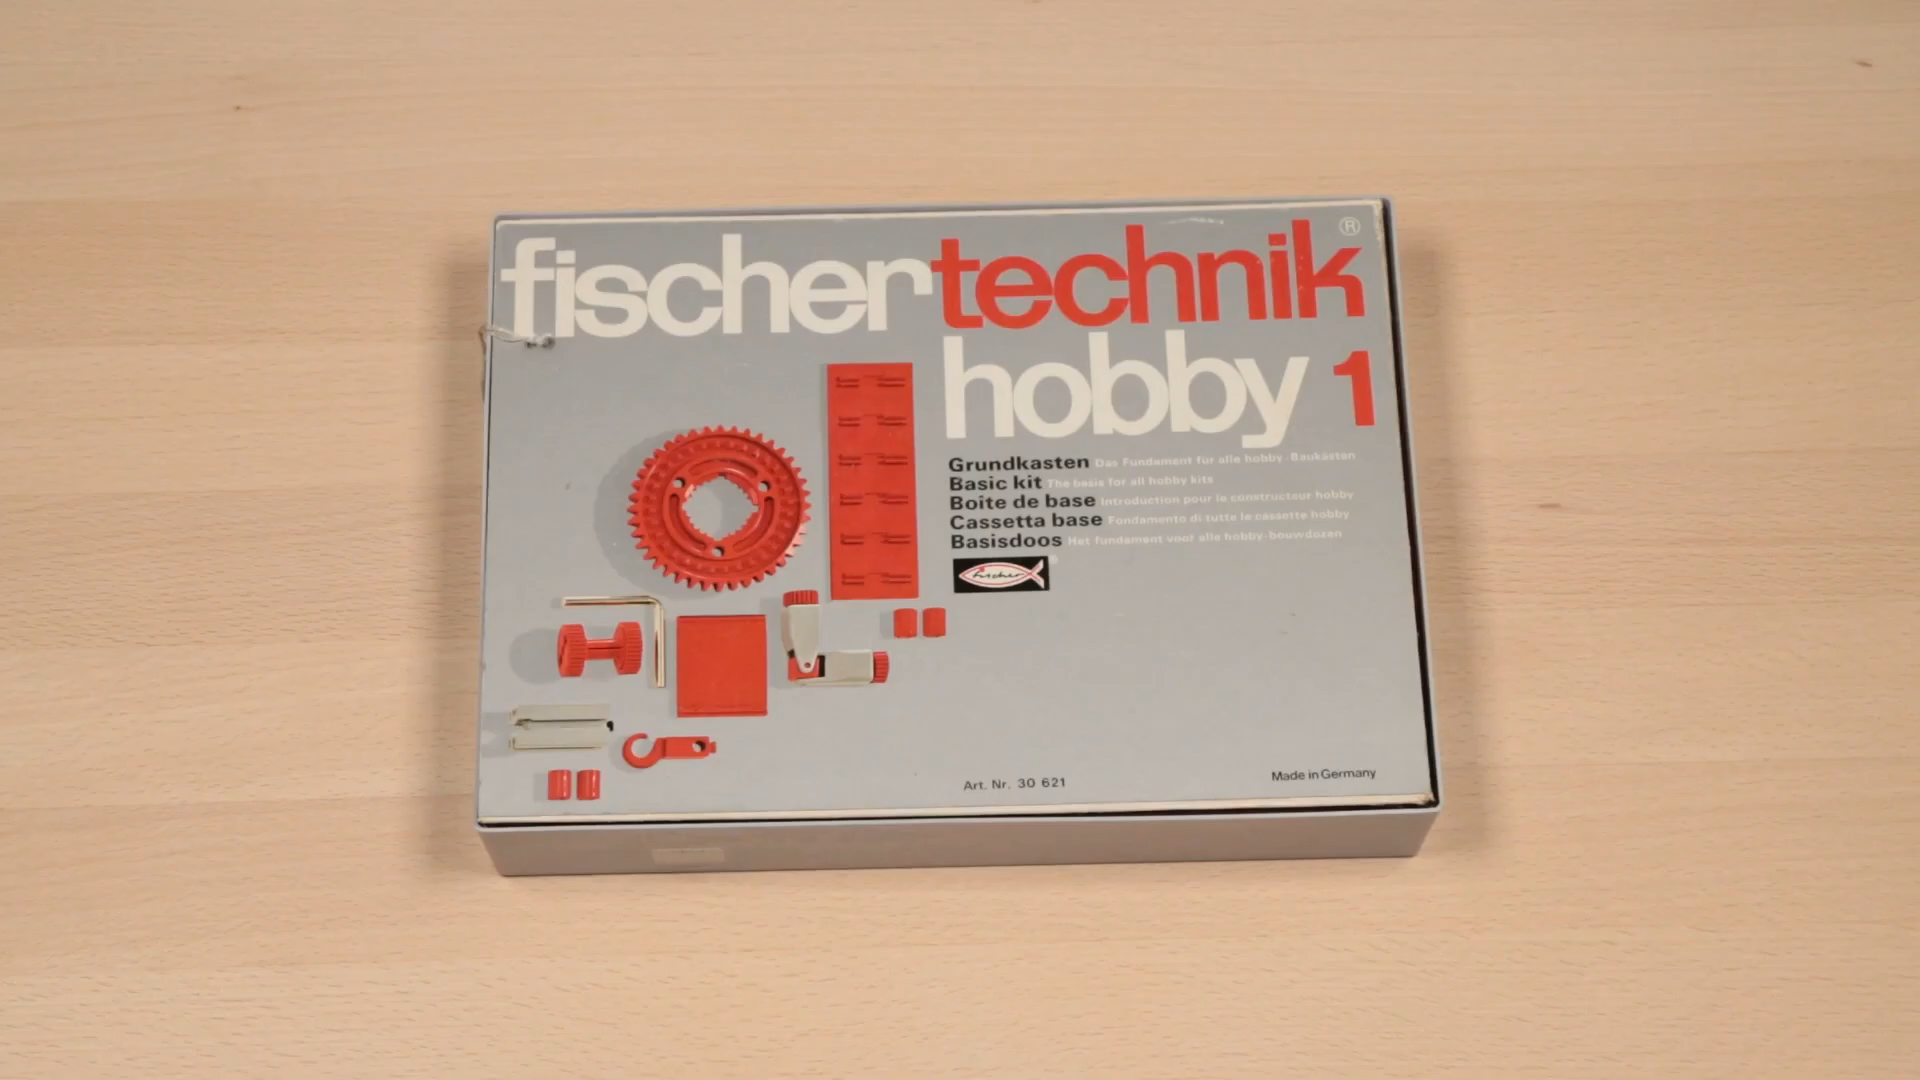 fischertechnik®
hobby 1
Grundkasten Das Fundament für alle hobby-Baukästen
Basic kit The basis for all hobby kits
Boîte de base Introduction pour le constructeur hobby
Cassetta base Fondamento di tutte le cassette hobby
Basisdoos Het fundament voor alle hobby-bouwdozen
fischer®
Art. Nr. 30 621
Made in Germany